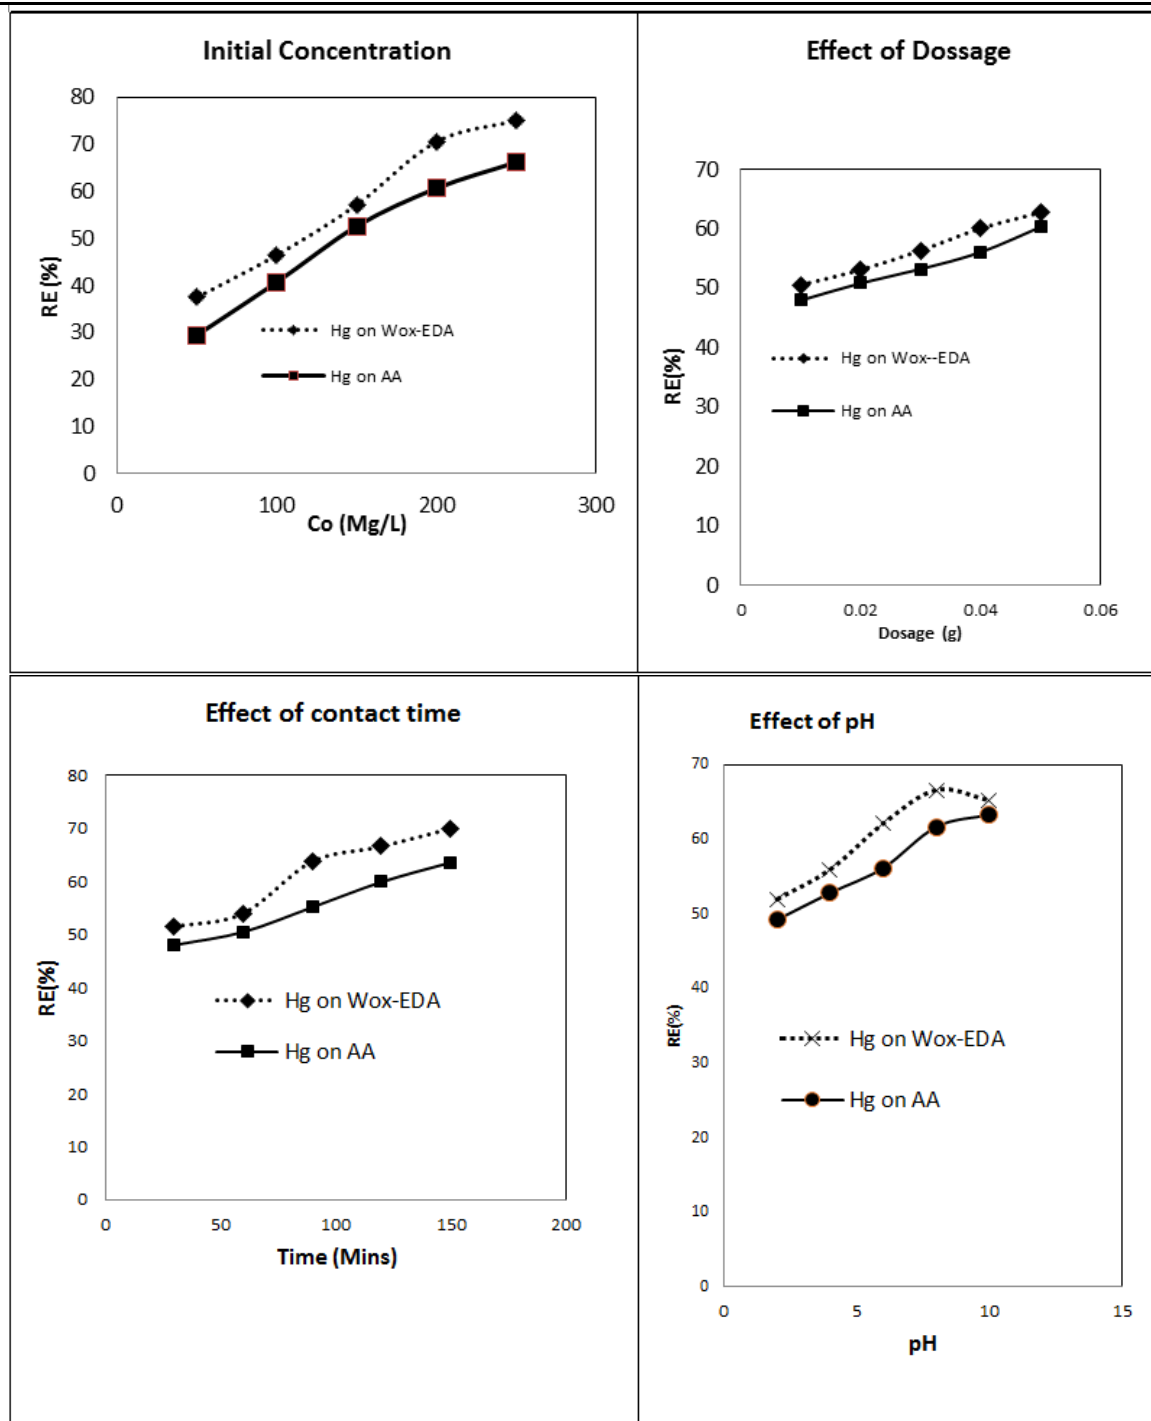 Initial Concentration
80
70
60
50
40
30
20
10
0
RE (%)
Hg on Wox-EDA
Hg on AA
0 100 200 300
Co (Mg/L)
Effect of Dossage
70
60
50
40
30
20
10
0
RE(%)
Hg on Wox--EDA
Hg on AA
0 0.02 0.04 0.06
Dosage (g)
Effect of contact time
80
70
60
50
40
30
20
10
0
RE(%)
Hg on Wox-EDA
Hg on AA
0 50 100 150 200
Time (Mins)
Effect of pH
70
60
50
40
30
20
10
0
RE(%)
Hg on Wox-EDA
Hg on AA
0 5 10 15
pH